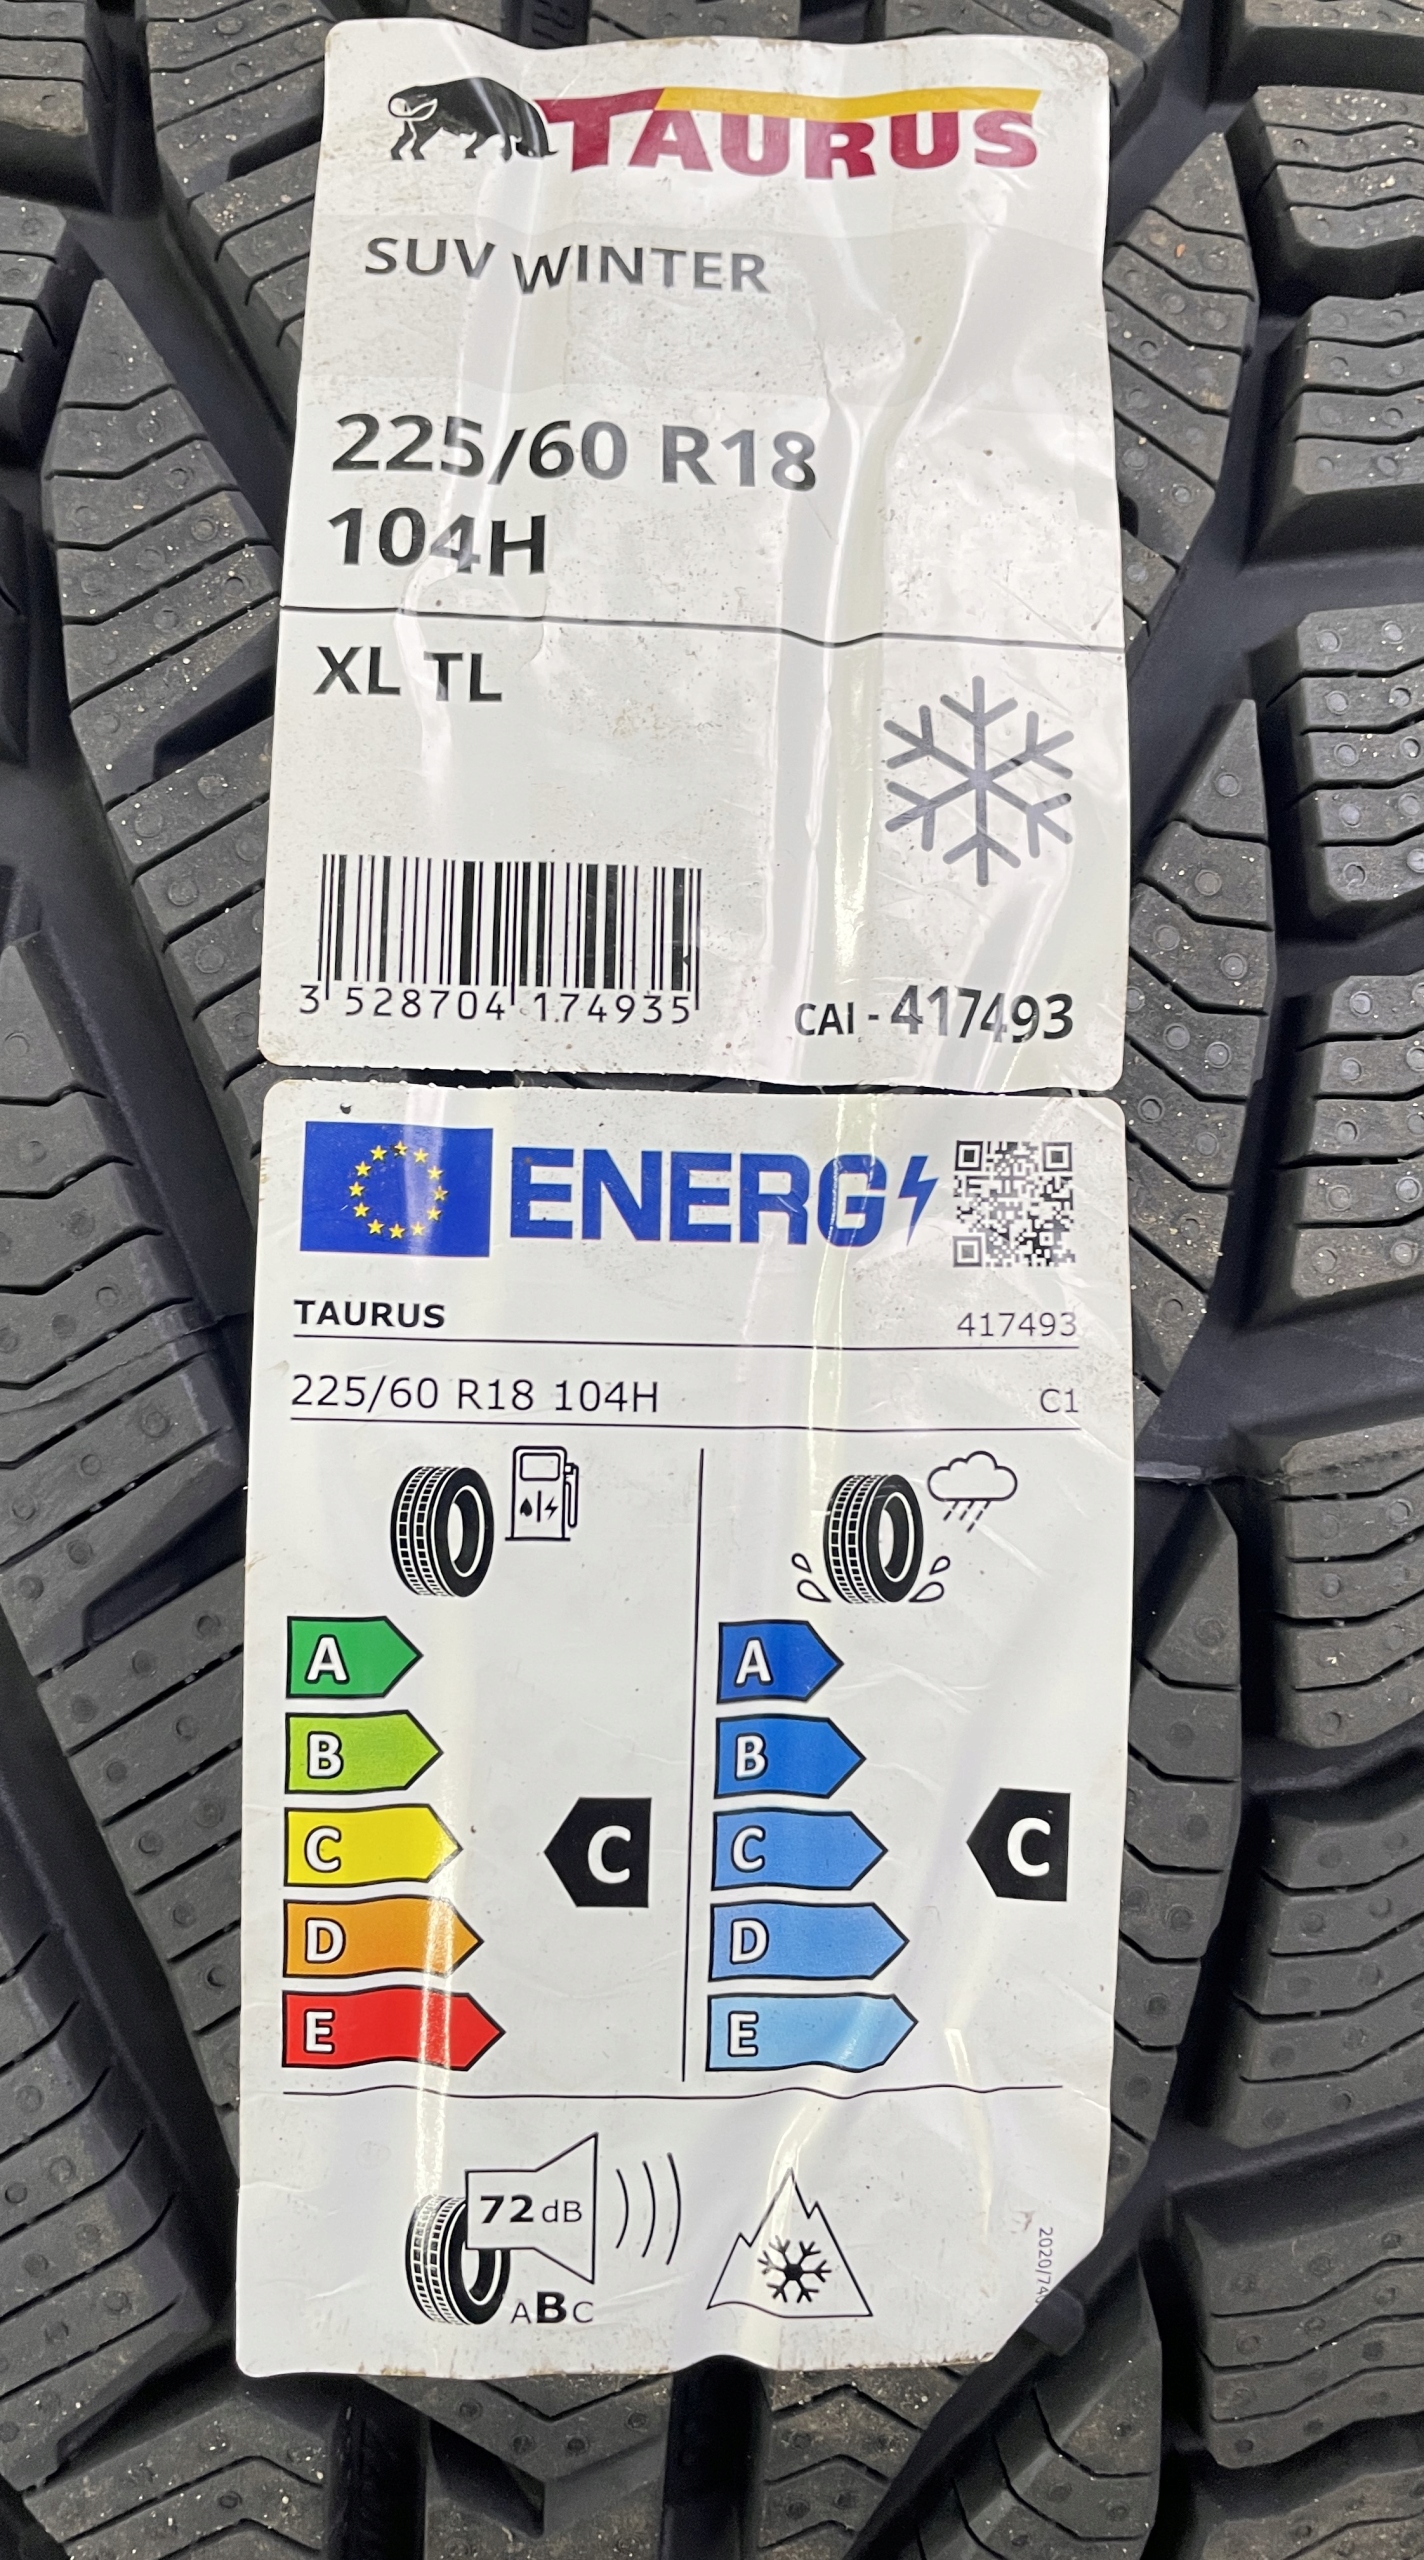 TAURUS
SUV WINTER
225/60 R18
104H
XL TL
3 528704 174935
CAI - 417493
ENERG
TAURUS 417493
225/60 R18 104H C1
A A
B B
C C C C
D D
E E
72 dB
ABC